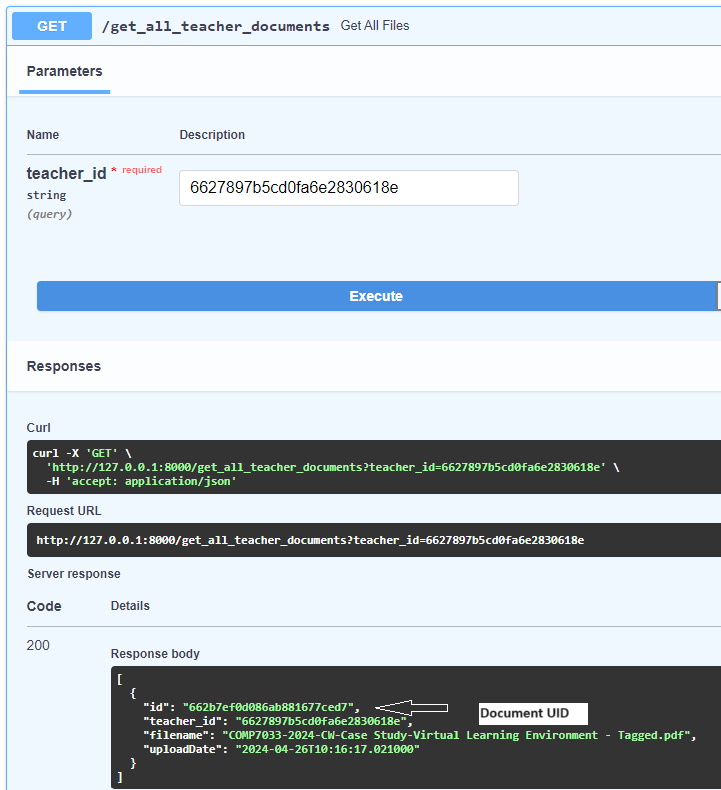 GET /get_all_teacher_documents Get All Files
Parameters
Name Description
teacher_id * required
string
(query)
6627897b5cd0fa6e2830618e
Execute
Responses
Curl
curl -X 'GET' \
'http://127.0.0.1:8000/get_all_teacher_documents?teacher_id=6627897b5cd0fa6e2830618e' \
-H 'accept: application/json'
Request URL
http://127.0.0.1:8000/get_all_teacher_documents?teacher_id=6627897b5cd0fa6e2830618e
Server response
Code Details
200
Response body
[
{
"id": "662b7ef0d086ab881677ced7", Document UID
"teacher_id": "6627897b5cd0fa6e2830618e",
"filename": "COMP7033-2024-CW-Case Study-Virtual Learning Environment - Tagged.pdf",
"uploadDate": "2024-04-26T10:16:17.021000"
}
]